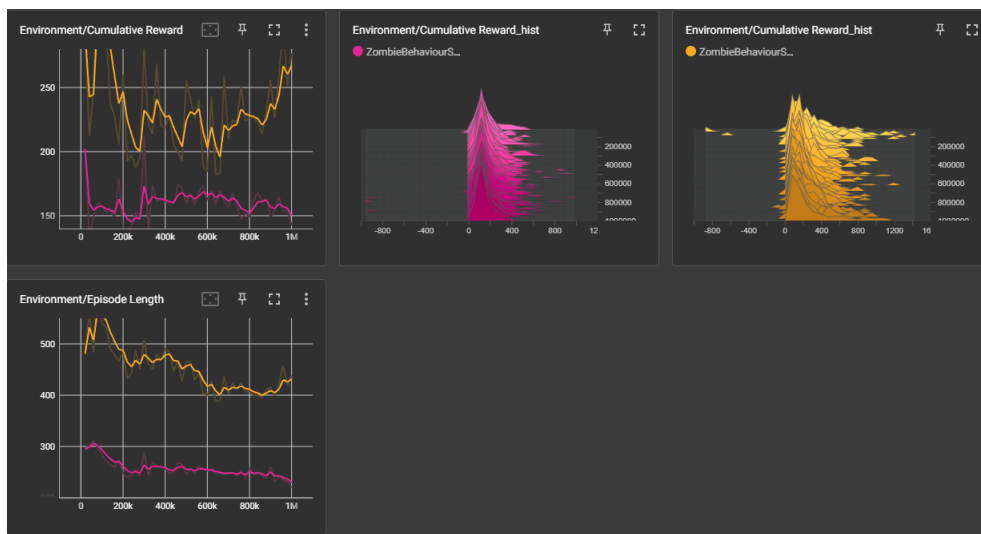 Environment/Cumulative Reward
250
200
150
0 200k 400k 600k 800k 1M
Environment/Cumulative Reward_hist
ZombieBehaviourS...
200000
400000
600000
800000
-800 -400 0 400 800 12
Environment/Cumulative Reward_hist
ZombieBehaviourS...
200000
400000
600000
800000
-800 -400 0 400 800 1200 16
Environment/Episode Length
500
400
300
0 200k 400k 600k 800k 1M